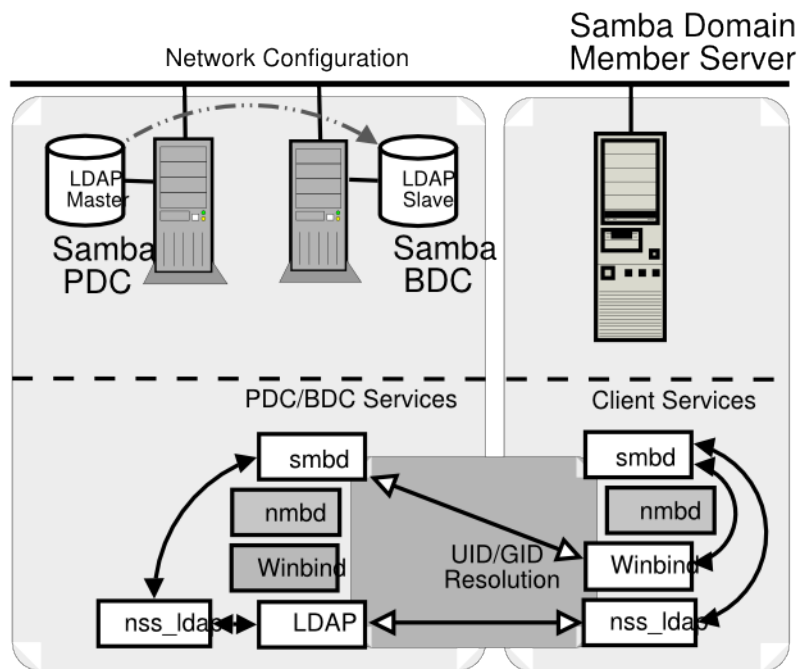 Samba Domain
Member Server
Network Configuration
LDAP
Master
LDAP
Slave
Samba
PDC
Samba
BDC
PDC/BDC Services
Client Services
smbd
smbd
nmbd
nmbd
Winbind
UID/GID
Resolution
Winbind
nss_ldap
LDAP
nss_ldap